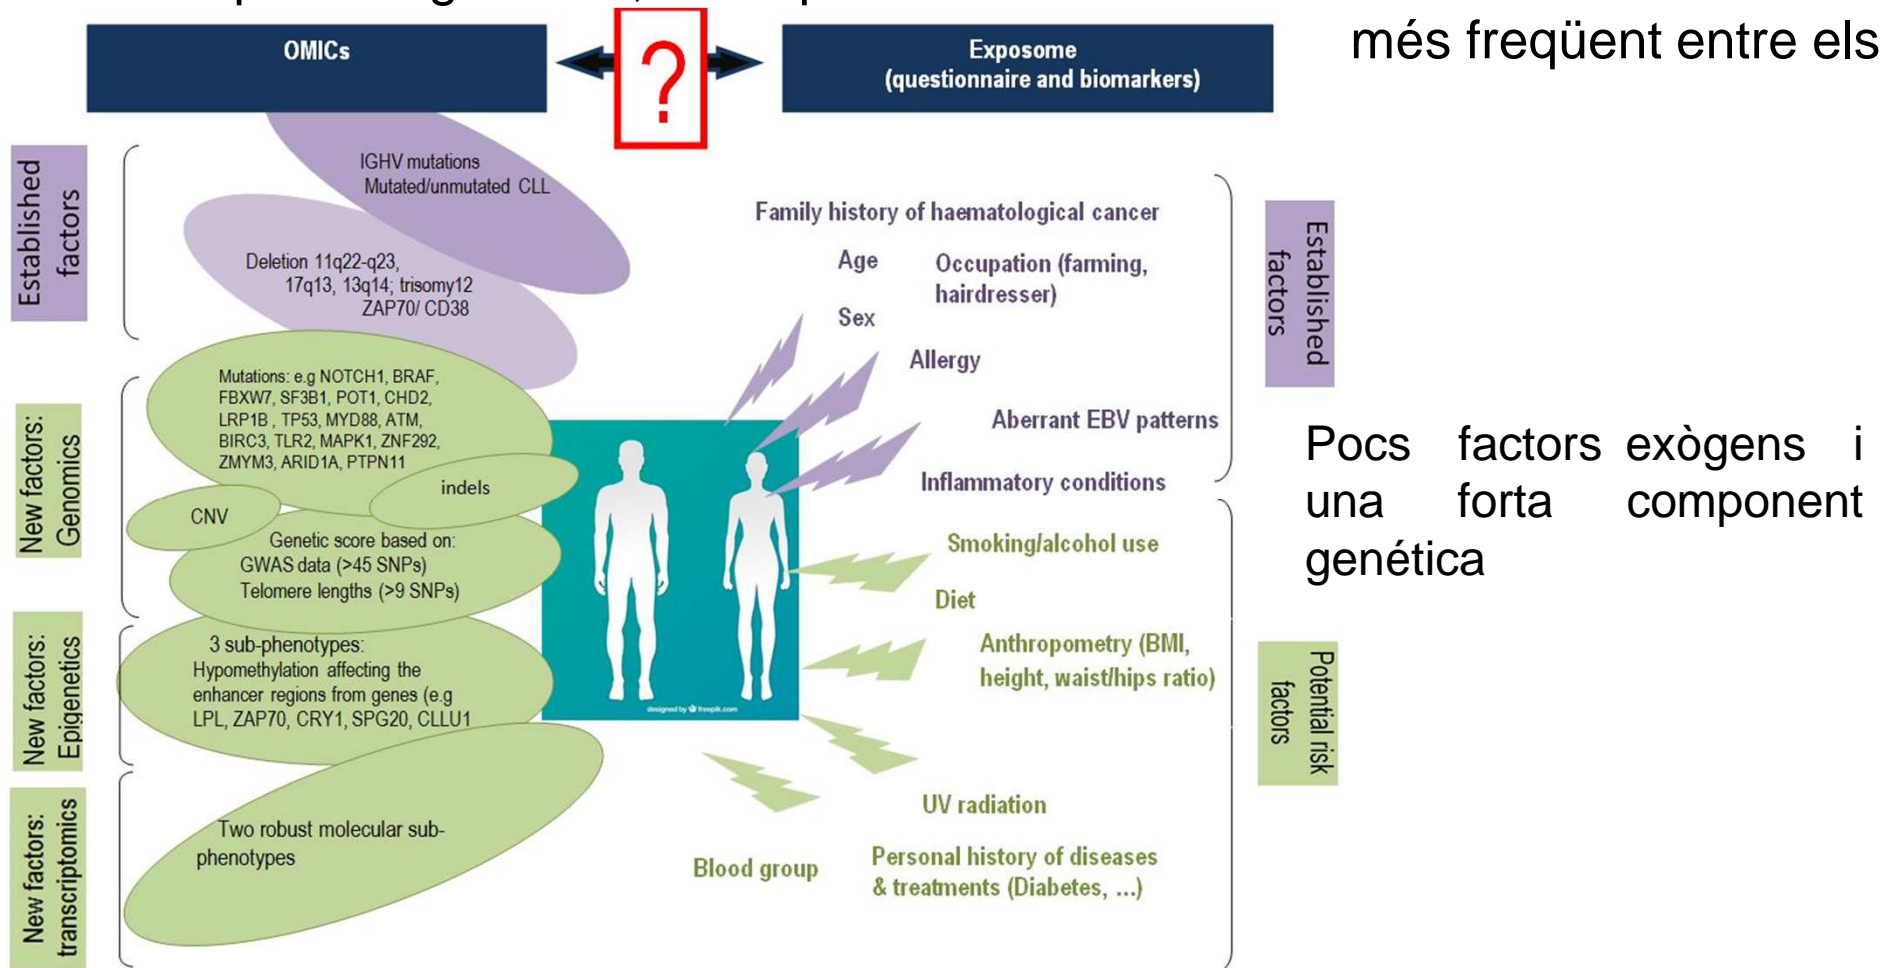 més freqüent entre els
OMICs
?
Exposome
(questionnaire and biomarkers)
Established
factors
IGHV mutations
Mutated/unmutated CLL
Deletion 11q22-q23,
17q13, 13q14; trisomy12
ZAP70/ CD38
New factors:
Genomics
Mutations: e.g NOTCH1, BRAF,
FBXW7, SF3B1, POT1, CHD2,
LRP1B , TP53, MYD88, ATM,
BIRC3, TLR2, MAPK1, ZNF292,
ZMYM3, ARID1A, PTPN11
indels
CNV
Genetic score based on:
GWAS data (>45 SNPs)
Telomere lengths (>9 SNPs)
New factors:
Epigenetics
3 sub-phenotypes:
Hypomethylation affecting the
enhancer regions from genes (e.g
LPL, ZAP70, CRY1, SPG20, CLLU1
New factors:
transcriptomics
Two robust molecular sub-
phenotypes
designed by freepik.com
Family history of haematological cancer
Age
Occupation (farming,
hairdresser)
Sex
Allergy
Aberrant EBV patterns
Inflammatory conditions
Established
factors
Smoking/alcohol use
Diet
Anthropometry (BMI,
height, waist/hips ratio)
UV radiation
Blood group
Personal history of diseases
& treatments (Diabetes, ...)
Potential risk
factors
Pocs factors exògens i
una forta component
genética